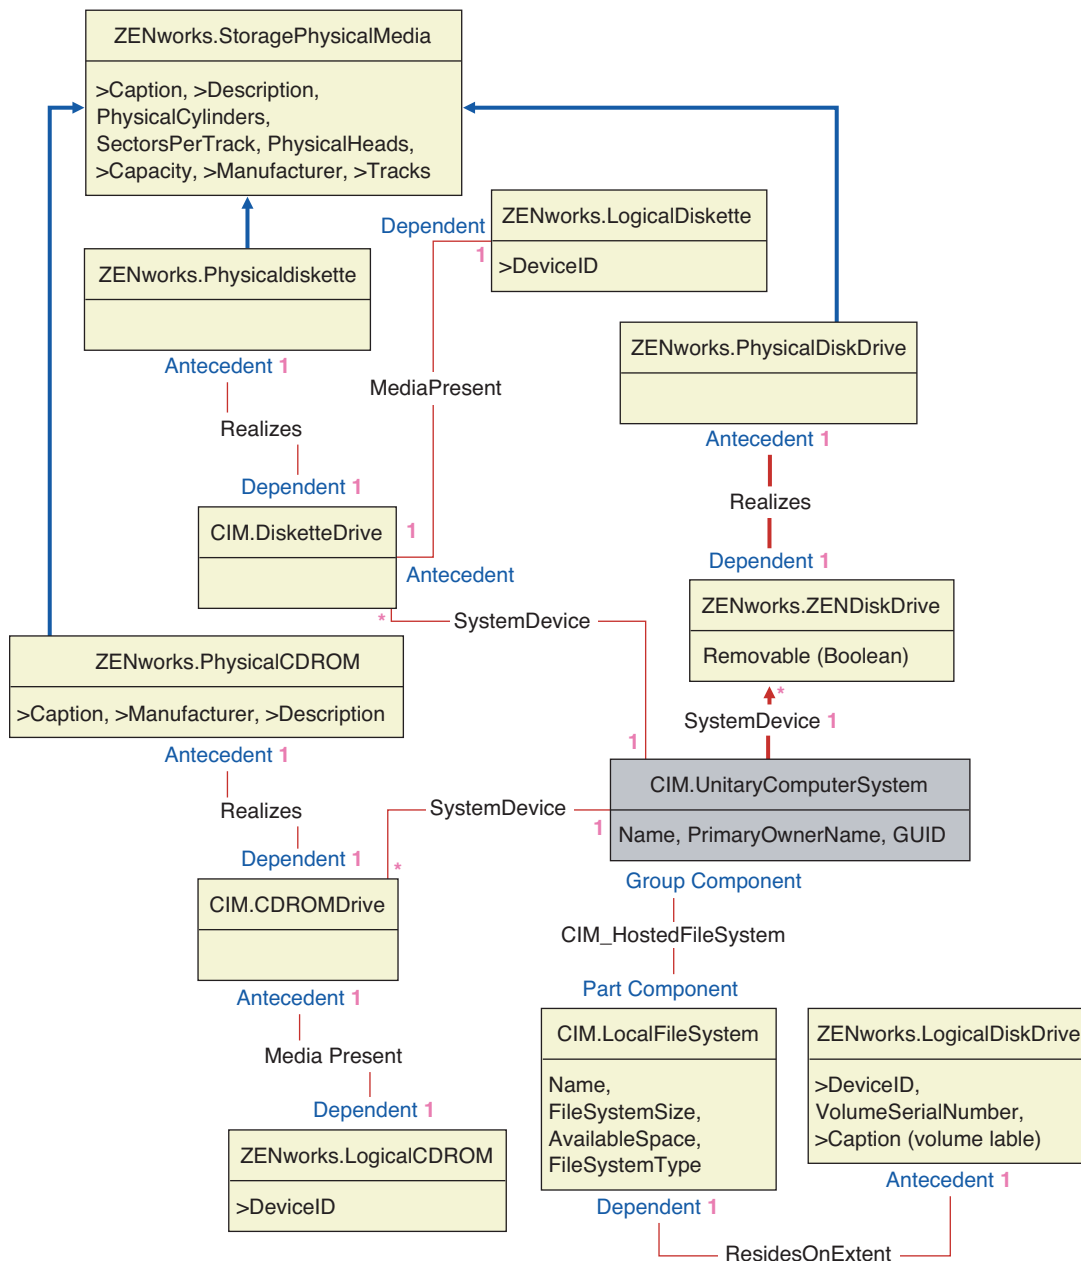 ZENworks.StoragePhysicalMedia
>Caption, >Description,
PhysicalCylinders,
SectorsPerTrack, PhysicalHeads,
>Capacity, >Manufacturer, >Tracks
Dependent
1
ZENworks.LogicalDiskette
>DeviceID
ZENworks.Physicaldiskette
Antecedent 1
Realizes
Dependent 1
MediaPresent
ZENworks.PhysicalDiskDrive
Antecedent 1
Realizes
Dependent 1
CIM.DisketteDrive
1
Antecedent
*
SystemDevice
1
ZENworks.ZENDiskDrive
Removable (Boolean)
*
SystemDevice 1
ZENworks.PhysicalCDROM
>Caption, >Manufacturer, >Description
Antecedent 1
Realizes
Dependent 1
SystemDevice
1
*
CIM.UnitaryComputerSystem
Name, PrimaryOwnerName, GUID
Group Component
CIM_HostedFileSystem
Part Component
CIM.CDROMDrive
Antecedent 1
Media Present
Dependent 1
ZENworks.LogicalCDROM
>DeviceID
CIM.LocalFileSystem
Name,
FileSystemSize,
AvailableSpace,
FileSystemType
Dependent 1
ZENworks.LogicalDiskDrive
>DeviceID,
VolumeSerialNumber,
>Caption (volume lable)
Antecedent 1
ResidesOnExtent